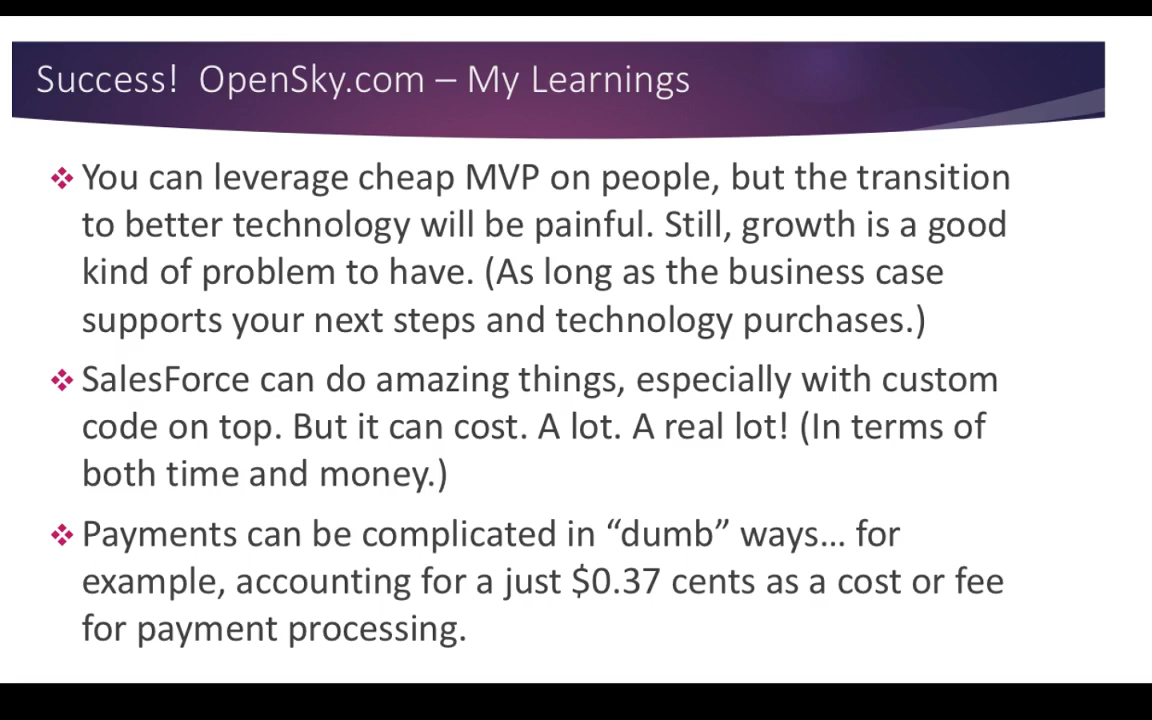 Success!  OpenSky.com – My Learnings
❖ You can leverage cheap MVP on people, but the transition
to better technology will be painful. Still, growth is a good
kind of problem to have. (As long as the business case
supports your next steps and technology purchases.)
❖ SalesForce can do amazing things, especially with custom
code on top. But it can cost. A lot. A real lot! (In terms of
both time and money.)
❖ Payments can be complicated in “dumb” ways… for
example, accounting for a just $0.37 cents as a cost or fee
for payment processing.